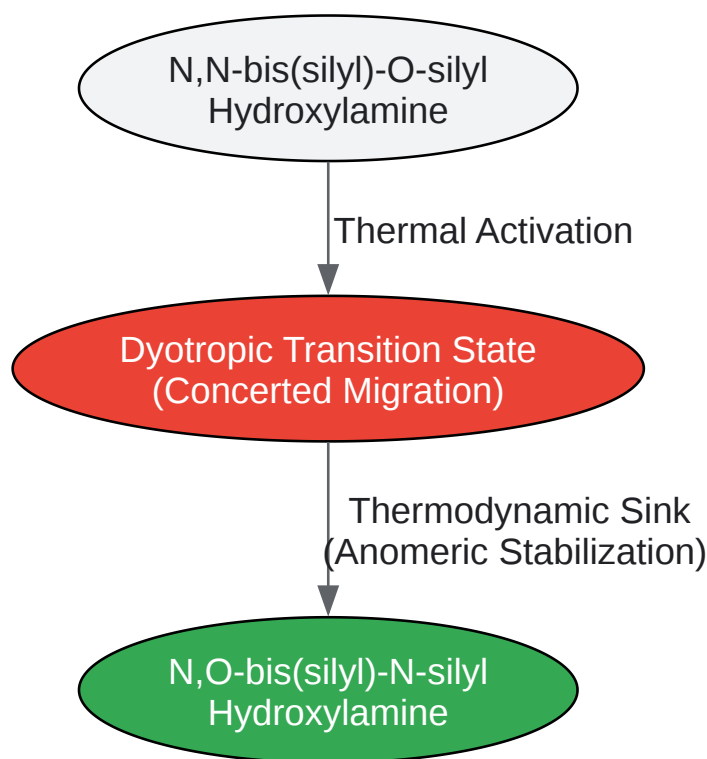 N,N-bis(silyl)-O-silyl
Hydroxylamine
Thermal Activation
Dyotropic Transition State
(Concerted Migration)
Thermodynamic Sink
(Anomeric Stabilization)
N,O-bis(silyl)-N-silyl
Hydroxylamine